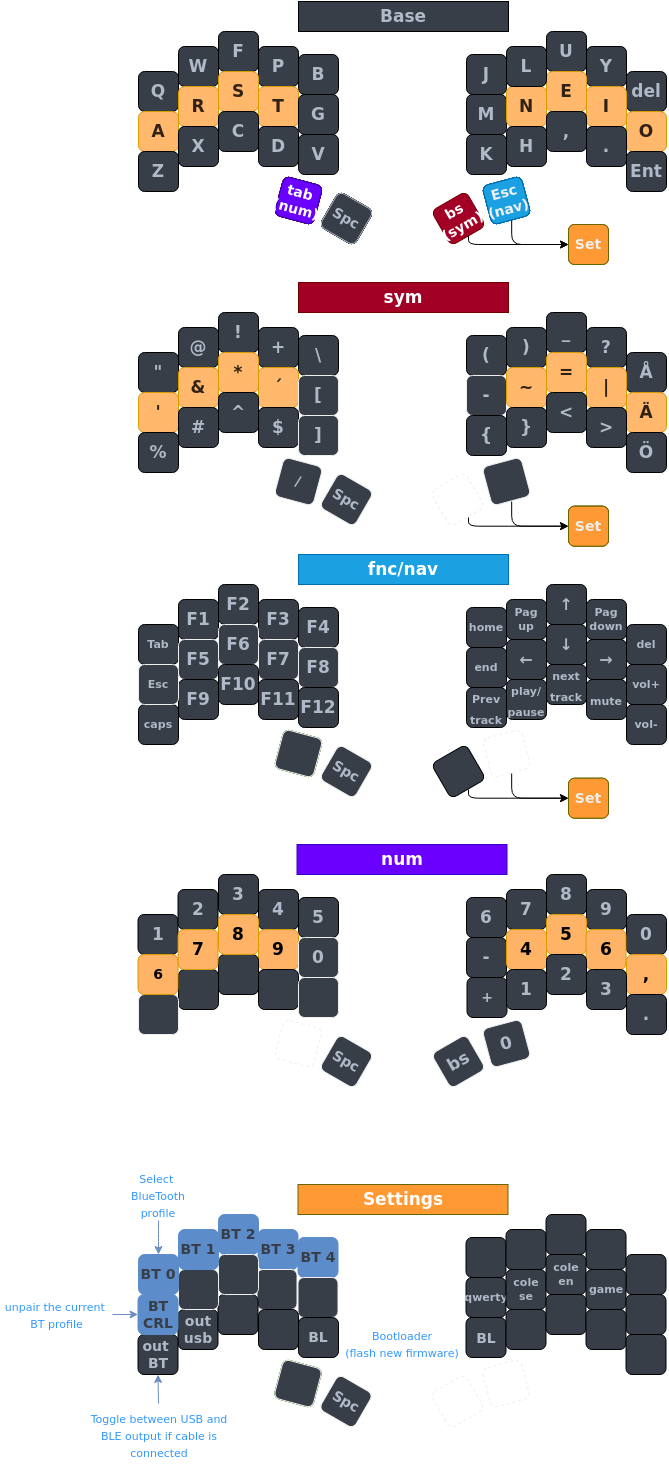 Base
Q W F P B J L U Y del
A R S T G M N E I O
Z X C D V K H , . Ent
tab (num) Spc bs (sym) Esc (nav)
Set
sym
" @ ! + \ ( ) _ ? Å
' & * ´ [ - ~ = | Ä
% # ^ $ ] { } < > Ö
/ Spc
Set
fnc/nav
Tab F1 F2 F3 F4 home Pag up ↑ Pag down del
Esc F5 F6 F7 F8 end ← ↓ → vol+
caps F9 F10 F11 F12 Prev track play/ pause next track mute vol-
Spc
Set
num
1 2 3 4 5 6 7 8 9 0
6 7 8 9 0 - 4 5 6 ,
+ 1 2 3 .
Spc bs 0
Select
BlueTooth
profile
Settings
BT 0 BT 1 BT 2 BT 3 BT 4
unpair the current
BT profile
BT CRL qwerty cole se cole en game
out BT out usb BL BL
Bootloader
(flash new firmware)
Spc
Toggle between USB and
BLE output if cable is
connected